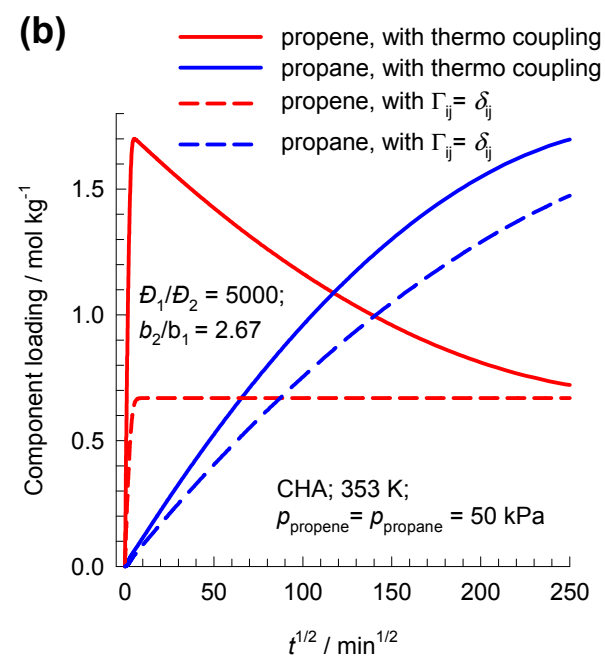 (b)
propene, with thermo coupling
propane, with thermo coupling
propene, with Γij= δij
propane, with Γij= δij
Component loading / mol kg-1
1.5
1.0
0.5
0.0
Đ1/Đ2 = 5000;
b2/b1 = 2.67
CHA; 353 K;
ppropene= ppropane = 50 kPa
0 50 100 150 200 250
t1/2 / min1/2